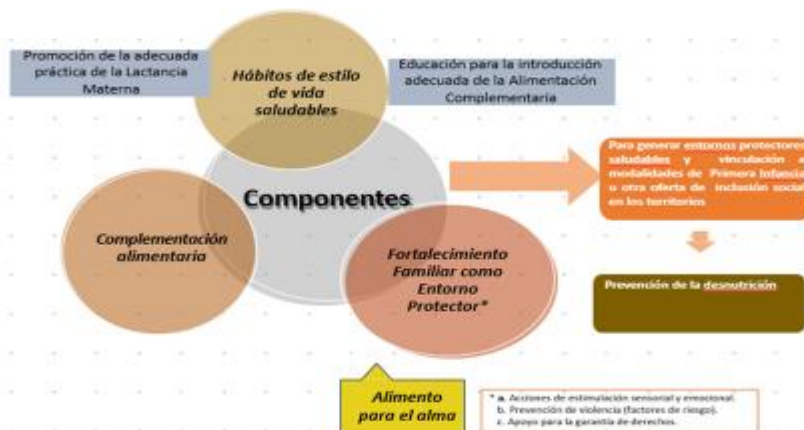 Promoción de la adecuada
práctica de la Lactancia
Materna
Hábitos de estilo
de vida
saludables
Educación para la introducción
adecuada de la Alimentación
Complementaria
Componentes
Para generar entornos protectores
saludables y vinculación a
modalidades de Primera Infancia
u otra oferta de inclusión social
en los territorios
Complementación
alimentaria
Fortalecimiento
Familiar como
Entorno
Protector*
Prevención de la desnutrición
Alimento
para el alma
* a. Acciones de estimulación sensorial y emocional.
b. Prevención de violencia (factores de riesgo).
c. Apoyo para la garantía de derechos.